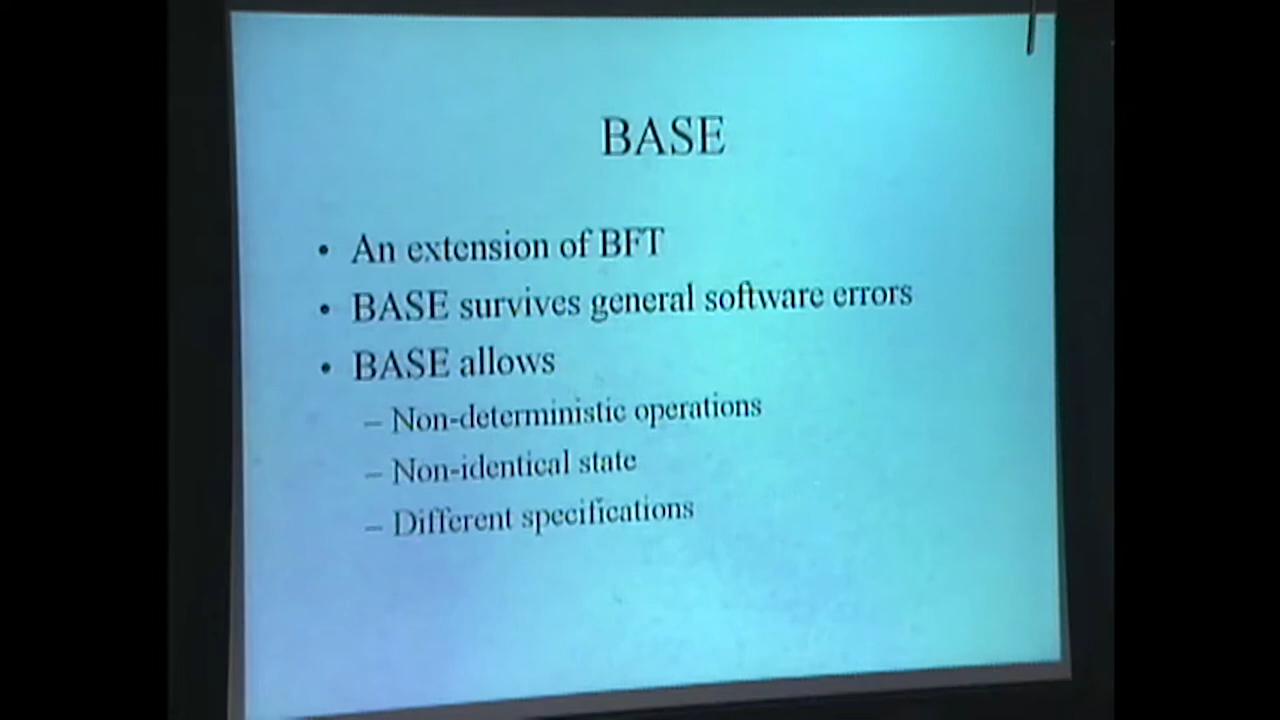 BASE
• An extension of BFT
• BASE survives general software errors
• BASE allows
– Non-deterministic operations
– Non-identical state
– Different specifications